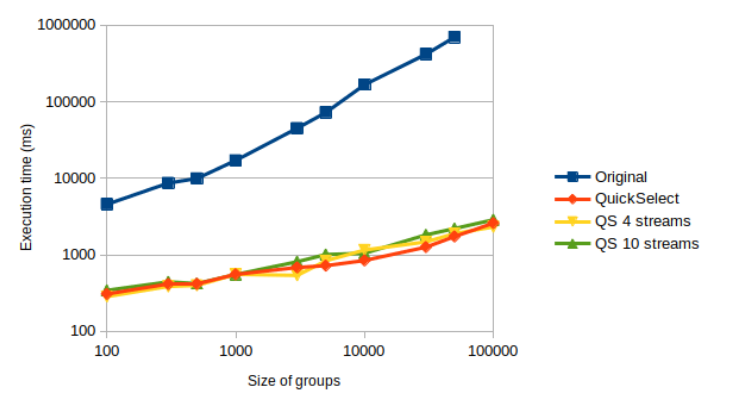 1000000
100000
10000
1000
100
Execution time (ms)
100 1000 10000 100000
Size of groups
Original
QuickSelect
QS 4 streams
QS 10 streams